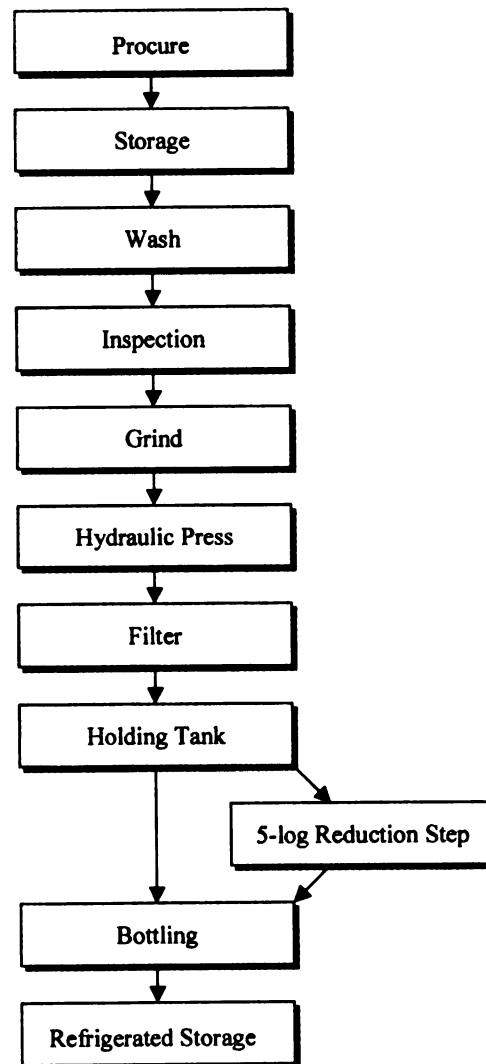 Procure
Storage
Wash
Inspection
Grind
Hydraulic Press
Filter
Holding Tank
5-log Reduction Step
Bottling
Refrigerated Storage